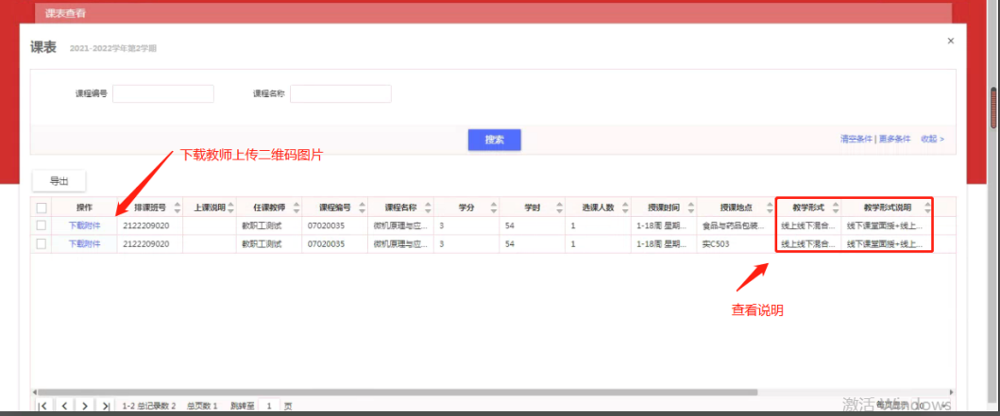 课表查看
课表 2021-2022学年第2学期 ×
课程编号 课程名称
搜索 清空条件 | 更多条件 收起 >
下载教师上传二维码图片
导出
操作 排课班号 上课说明 任课教师 课程编号 课程名称 学分 学时 选课人数 授课时间 授课地点 教学形式 教学形式说明
下载附件 2122209020 教职工测试 07020035 微机原理与应... 3 54 1 1-18周 星期... 食品与药品包装... 线上线下混合... 线下课堂面授+线上...
下载附件 2122209020 教职工测试 07020035 微机原理与应... 3 54 1 1-18周 星期... 实C503 线上线下混合... 线下课堂面授+线上...
查看说明
1-2 总记录数 2 总页数 1 跳转至 1 页 每页显示 10
激活 Windows